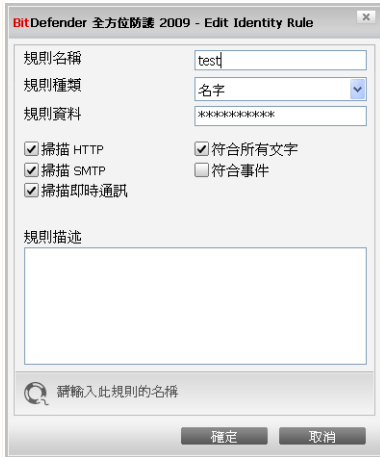 BitDefender 全方位防護 2009 - Edit Identity Rule
規則名稱
test
規則種類
名字
規則資料
**********
掃描 HTTP
符合所有文字
掃描 SMTP
符合事件
掃描即時通訊
規則描述
請輸入此規則的名稱
確定
取消